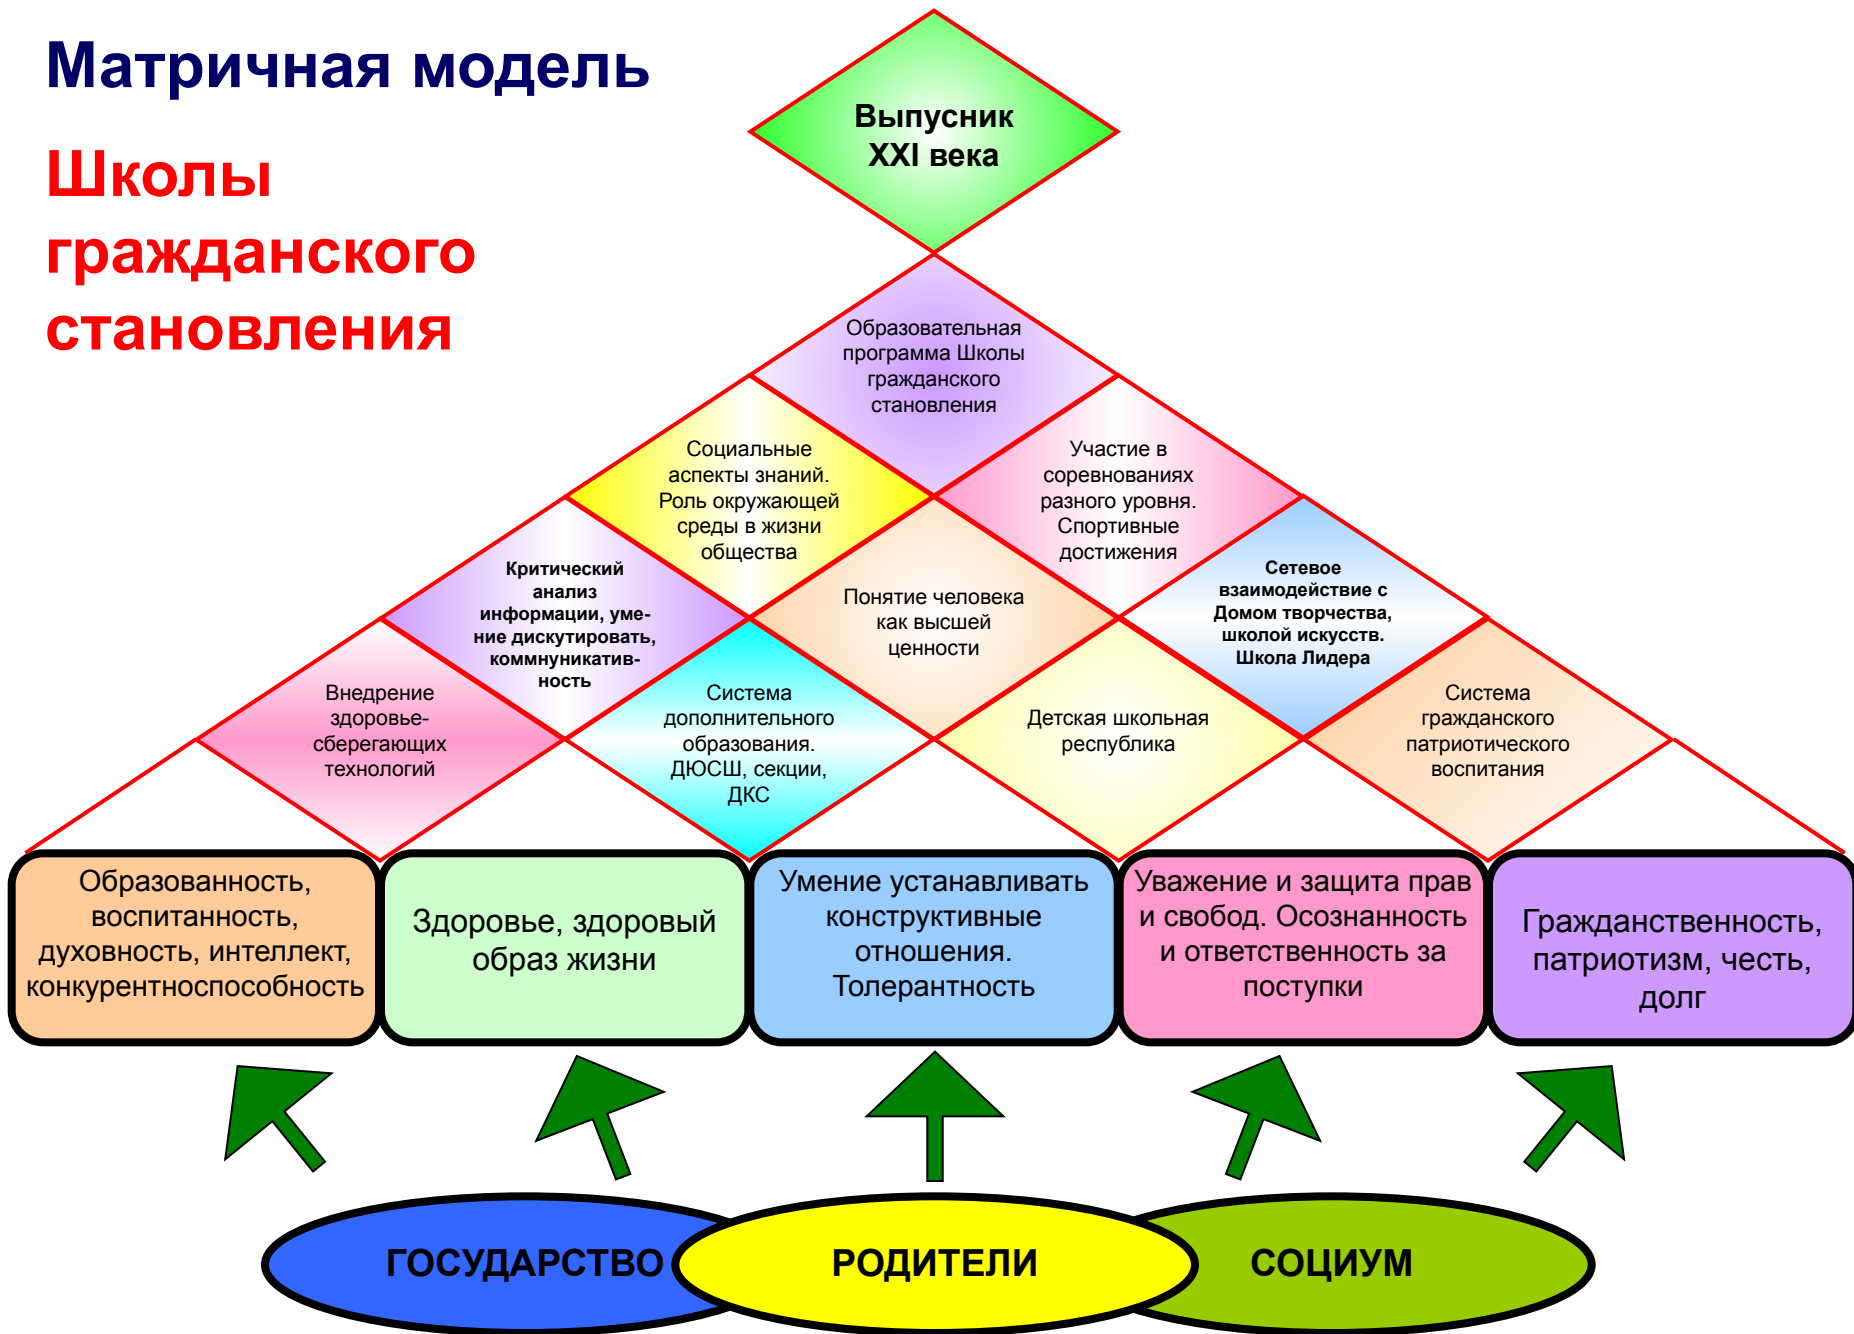 Матричная модель
Школы
гражданского
становления
Выпусник
XXI века
Образовательная
программа Школы
гражданского
становления
Социальные
аспекты знаний.
Роль окружающей
среды в жизни
общества
Участие в
соревнованиях
разного уровня.
Спортивные
достижения
Критический
анализ
информации, уме-
ние дискутировать,
коммнуникатив-
ность
Понятие человека
как высшей
ценности
Сетевое
взаимодействие с
Домом творчества,
школой искусств.
Школа Лидера
Внедрение
здоровье-
сберегающих
технологий
Система
дополнительного
образования.
ДЮСШ, секции,
ДКС
Детская школьная
республика
Система
гражданского
патриотического
воспитания
Образованность,
воспитанность,
духовность, интеллект,
конкурентноспособность
Здоровье, здоровый
образ жизни
Умение устанавливать
конструктивные
отношения.
Толерантность
Уважение и защита прав
и свобод. Осознанность
и ответственность за
поступки
Гражданственность,
патриотизм, честь,
долг
ГОСУДАРСТВО
РОДИТЕЛИ
СОЦИУМ